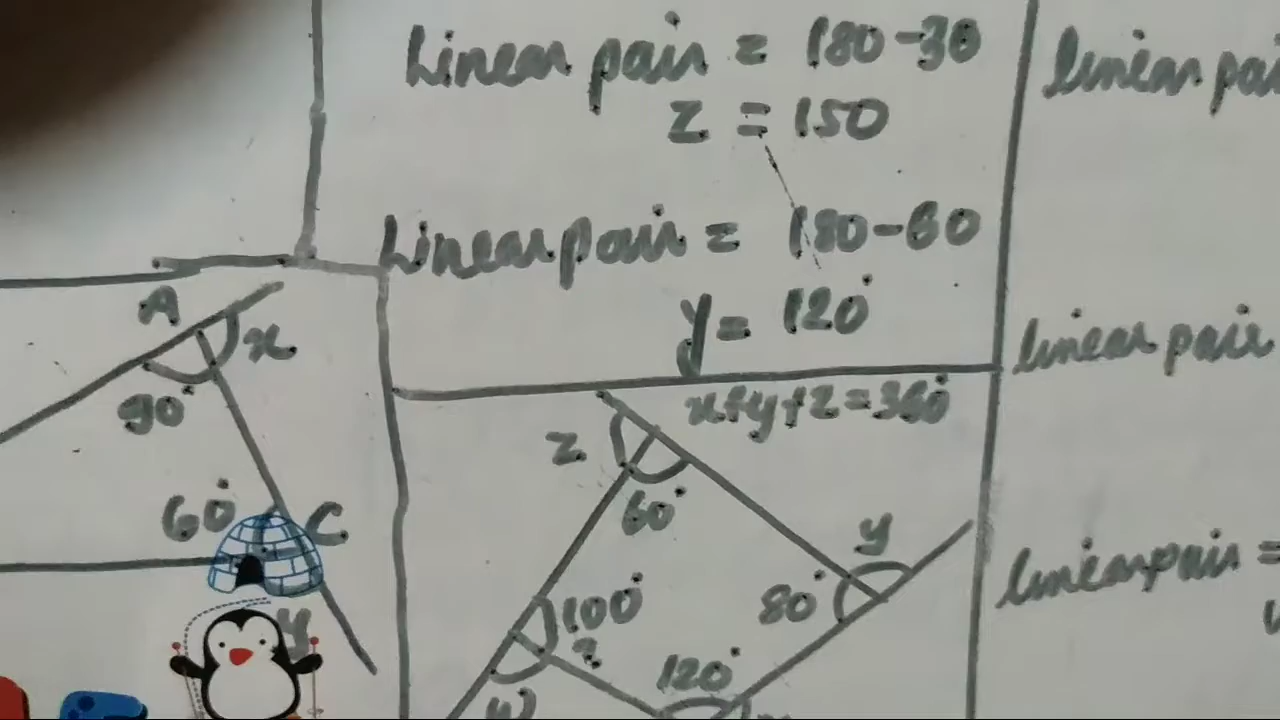 Linear pair = 180-30
z = 150
Linear pair = 180-60
y = 120°
x+y+z=360°
linear pai
linear pair
linear pair =
A
x
90°
60°
C
y
z
60°
y
80°
100°
120°
w